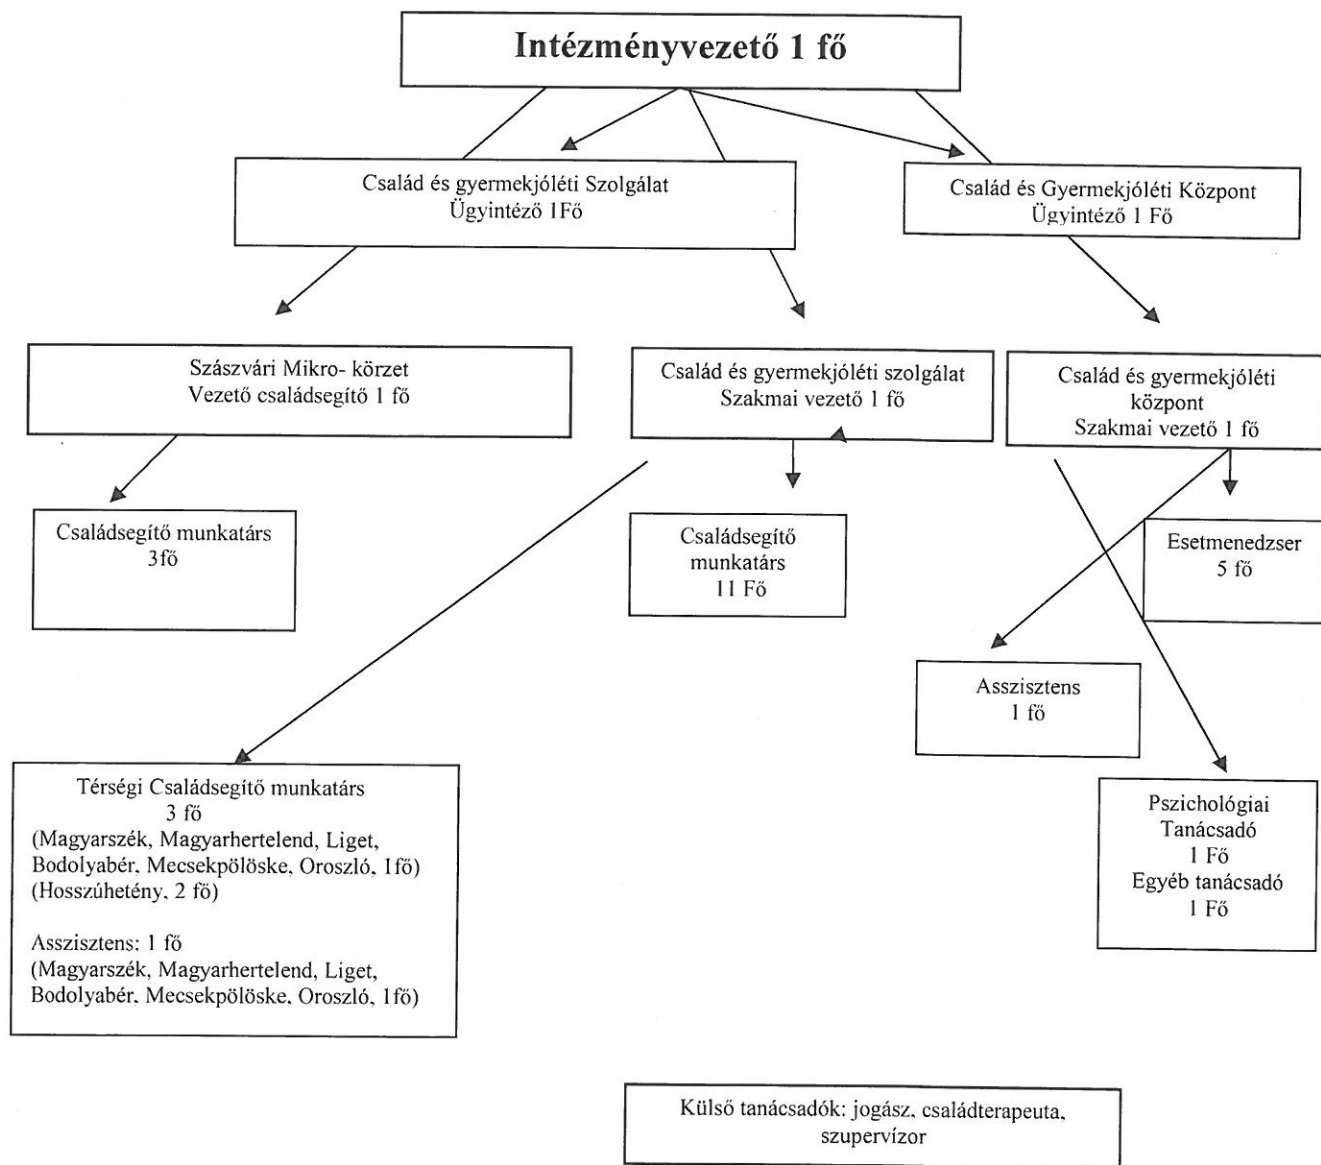 Intézményvezető 1 fő
Család és gyermekjóléti Szolgálat
Ügyintéző 1Fő
Család és Gyermekjóléti Központ
Ügyintéző 1 Fő
Szászvári Mikro- körzet
Vezető családsegítő 1 fő
Család és gyermekjóléti szolgálat
Szakmai vezető 1 fő
Család és gyermekjóléti
központ
Szakmai vezető 1 fő
Családsegítő munkatárs
3fő
Családsegítő
munkatárs
11 Fő
Esetmenedzser
5 fő
Asszisztens
1 fő
Térségi Családsegítő munkatárs
3 fő
(Magyarszék, Magyarhertelend, Liget,
Bodolyabér, Mecsekpölöske, Oroszló, 1fő)
(Hosszúhetény, 2 fő)
Asszisztens: 1 fő
(Magyarszék, Magyarhertelend, Liget,
Bodolyabér, Mecsekpölöske, Oroszló, 1fő)
Pszichológiai
Tanácsadó
1 Fő
Egyéb tanácsadó
1 Fő
Külső tanácsadók: jogász, családterapeuta,
szupervízor